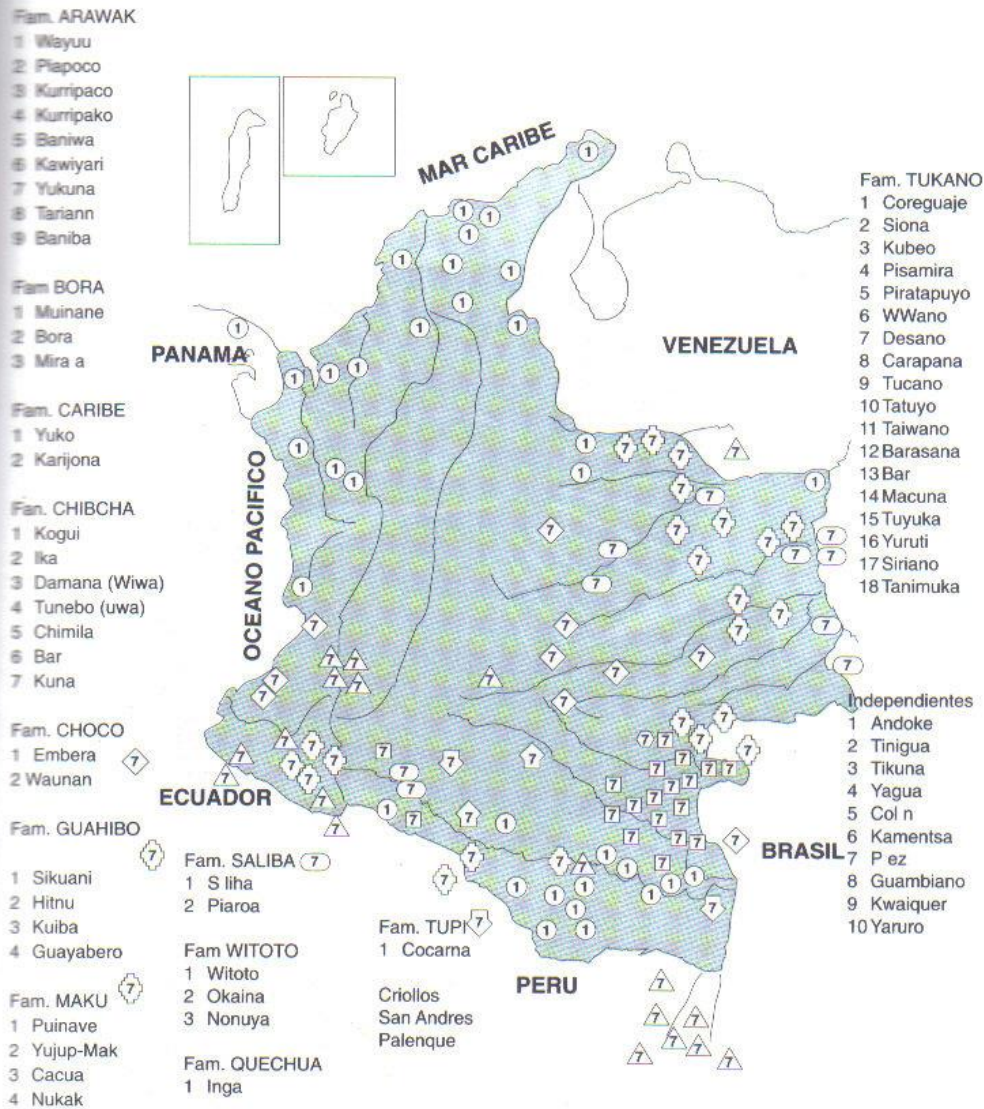 Fam. ARAWAK
1 Wayuu
2 Piapoco
3 Kurripaco
4 Kurripako
5 Baniwa
6 Kawiyari
7 Yukuna
8 Tariann
9 Baniba
Fam BORA
1 Muinane
2 Bora
3 Mira a
Fam. CARIBE
1 Yuko
2 Karijona
Fan. CHIBCHA
1 Kogui
2 Ika
3 Damana (Wiwa)
4 Tunebo (uwa)
5 Chimila
6 Bar
7 Kuna
Fam. CHOCO
1 Embera
2 Waunan
7
Fam. GUAHIBO
7
1 Sikuani
2 Hitnu
3 Kuiba
4 Guayabero
Fam. MAKU
7
1 Puinave
2 Yujup-Mak
3 Cacua
4 Nukak
Fam. SALIBA 7
1 S liha
2 Piaroa
Fam WITOTO
1 Witoto
2 Okaina
3 Nonuya
Fam. QUECHUA
1 Inga
Fam. TUPI 7
1 Cocarna
Criollos
San Andres
Palenque
MAR CARIBE
PANAMA
VENEZUELA
OCEANO PACIFICO
ECUADOR
BRASIL
PERU
Fam. TUKANO
1 Coreguaje
2 Siona
3 Kubeo
4 Pisamira
5 Piratapuyo
6 WWano
7 Desano
8 Carapana
9 Tucano
10 Tatuyo
11 Taiwano
12 Barasana
13 Bar
14 Macuna
15 Tuyuka
16 Yuruti
17 Siriano
18 Tanimuka
Independientes
1 Andoke
2 Tinigua
3 Tikuna
4 Yagua
5 Col n
6 Kamentsa
7 P ez
8 Guambiano
9 Kwaiquer
10 Yaruro